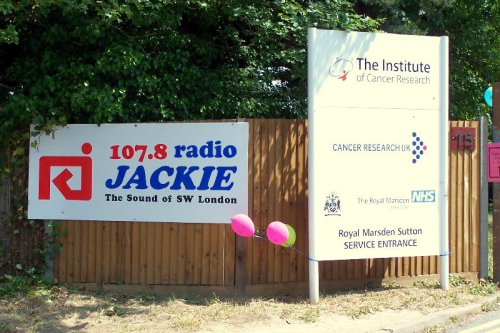 107.8 radio
JACKIE
The Sound of SW London
RJ
The Institute
of Cancer Research
CANCER RESEARCH UK
The Royal Marsden
NHS
Royal Marsden Sutton
SERVICE ENTRANCE
15